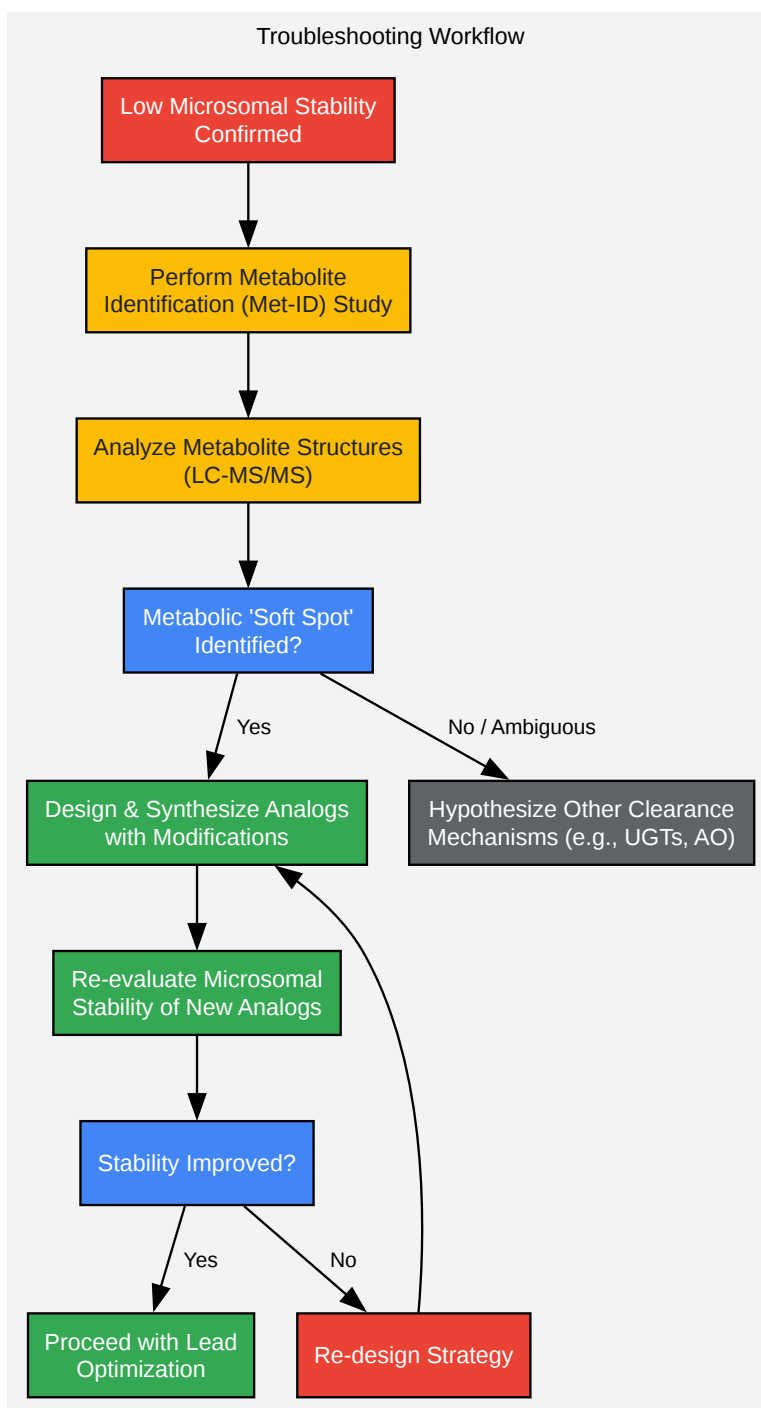 Troubleshooting Workflow
Low Microsomal Stability
Confirmed
Perform Metabolite
Identification (Met-ID) Study
Analyze Metabolite Structures
(LC-MS/MS)
Metabolic 'Soft Spot'
Identified?
Yes
No / Ambiguous
Design & Synthesize Analogs
with Modifications
Hypothesize Other Clearance
Mechanisms (e.g., UGTs, AO)
Re-evaluate Microsomal
Stability of New Analogs
Stability Improved?
Yes
No
Proceed with Lead
Optimization
Re-design Strategy